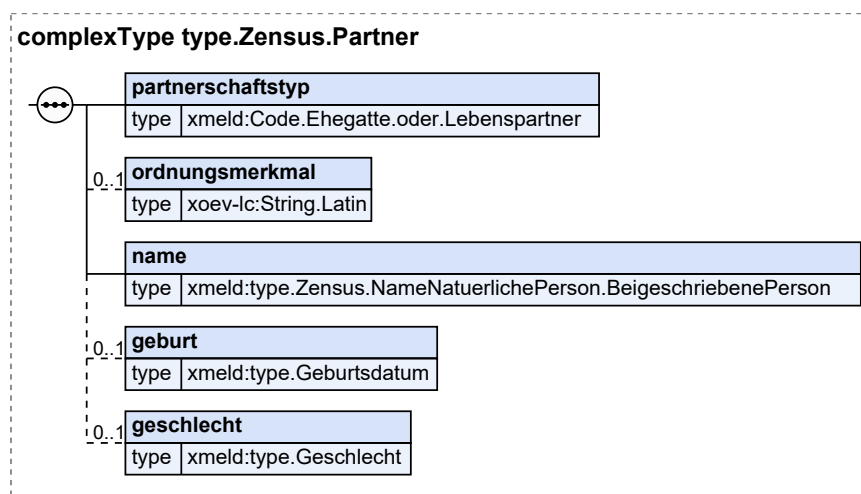 complexType type.Zensus.Partner
partnerschaftstyp
type xmeld:Code.Ehegatte.oder.Lebenspartner
0..1 ordnungsmerkmal
type xoev-lc:String.Latin
name
type xmeld:type.Zensus.NameNatuerlichePerson.BeigeschriebenePerson
0..1 geburt
type xmeld:type.Geburtsdatum
0..1 geschlecht
type xmeld:type.Geschlecht